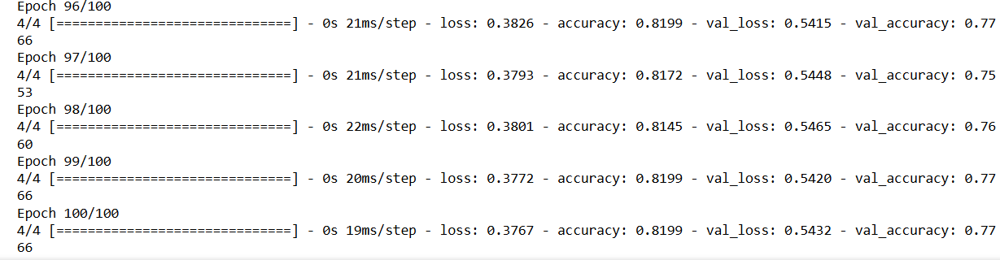 Epoch 96/100
4/4 [==============================] - 0s 21ms/step - loss: 0.3826 - accuracy: 0.8199 - val_loss: 0.5415 - val_accuracy: 0.77
66
Epoch 97/100
4/4 [==============================] - 0s 21ms/step - loss: 0.3793 - accuracy: 0.8172 - val_loss: 0.5448 - val_accuracy: 0.75
53
Epoch 98/100
4/4 [==============================] - 0s 22ms/step - loss: 0.3801 - accuracy: 0.8145 - val_loss: 0.5465 - val_accuracy: 0.76
60
Epoch 99/100
4/4 [==============================] - 0s 20ms/step - loss: 0.3772 - accuracy: 0.8199 - val_loss: 0.5420 - val_accuracy: 0.77
66
Epoch 100/100
4/4 [==============================] - 0s 19ms/step - loss: 0.3767 - accuracy: 0.8199 - val_loss: 0.5432 - val_accuracy: 0.77
66